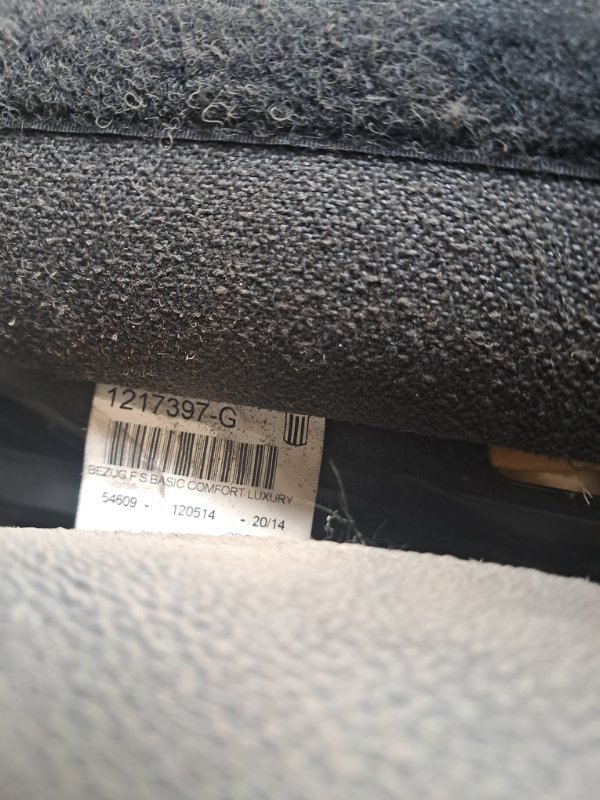 1217397-G
BEZUG F S BASIC COMFORT LUXURY
54609 - 120514 - 20/14